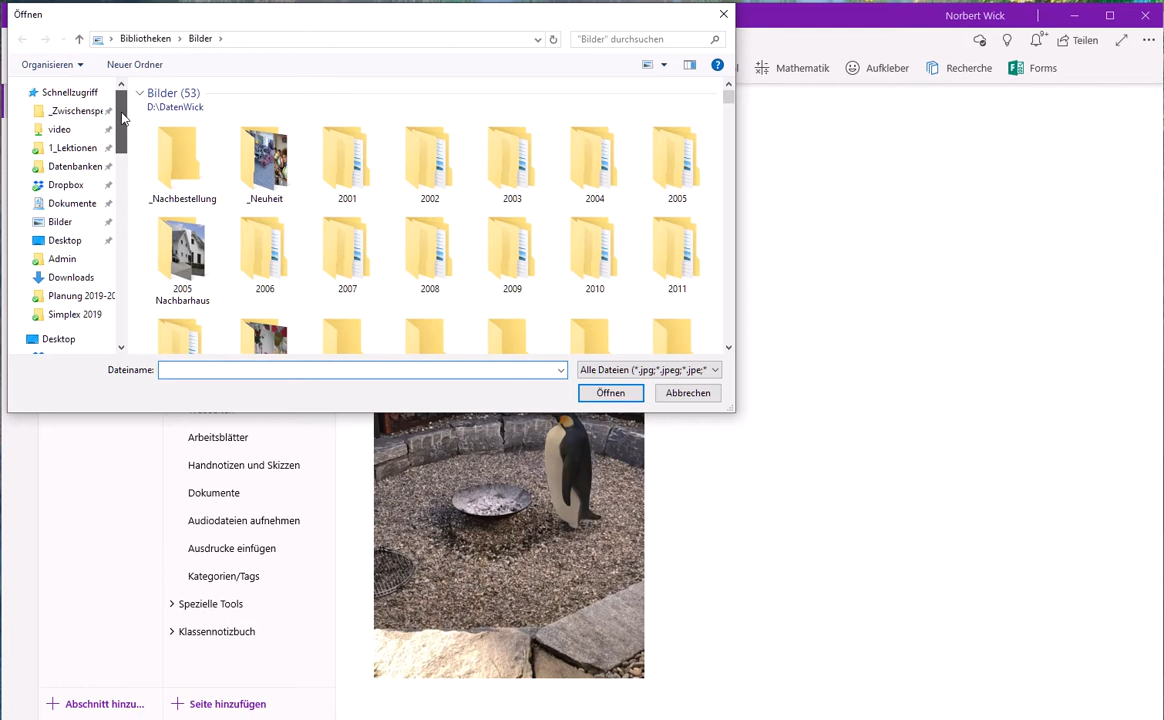 Öffnen
Norbert Wick
Bibliotheken
Bilder
"Bilder" durchsuchen
Teilen
Organisieren
Neuer Ordner
Mathematik
Aufkleber
Recherche
Forms
Schnellzugriff
_Zwischenspe
video
1_Lektionen
Datenbanken
Dropbox
Dokumente
Bilder
Desktop
Admin
Downloads
Planung 2019-20
Simplex 2019
Desktop
Bilder (53)
D:\DatenWick
_Nachbestellung
_Neuheit
2001
2002
2003
2004
2005
2005 Nachbarhaus
2006
2007
2008
2009
2010
2011
Dateiname:
Alle Dateien (*.jpg;*.jpeg;*.jpe;*
Öffnen
Abbrechen
Arbeitsblätter
Handnotizen und Skizzen
Dokumente
Audiodateien aufnehmen
Ausdrucke einfügen
Kategorien/Tags
Spezielle Tools
Klassennotizbuch
Abschnitt hinzu...
Seite hinzufügen